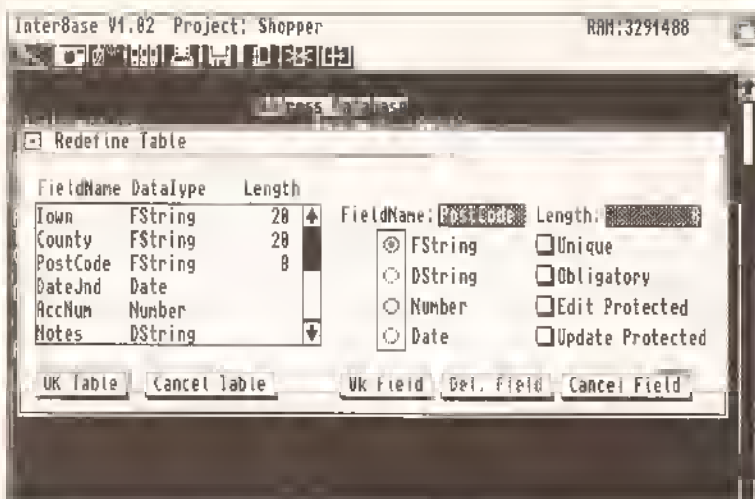 InterBase V1.02 Project: Shopper RAM:3291488
Address Database
Redefine Table
FieldName DataType Length
Town FString 20
County FString 20
PostCode FString 8
DateJnd Date
AccNum Number
Notes DString
FieldName: PostCode Length: 8
FString Unique
DString Obligatory
Number Edit Protected
Date Update Protected
OK Table Cancel Table Ok Field Del. Field Cancel Field